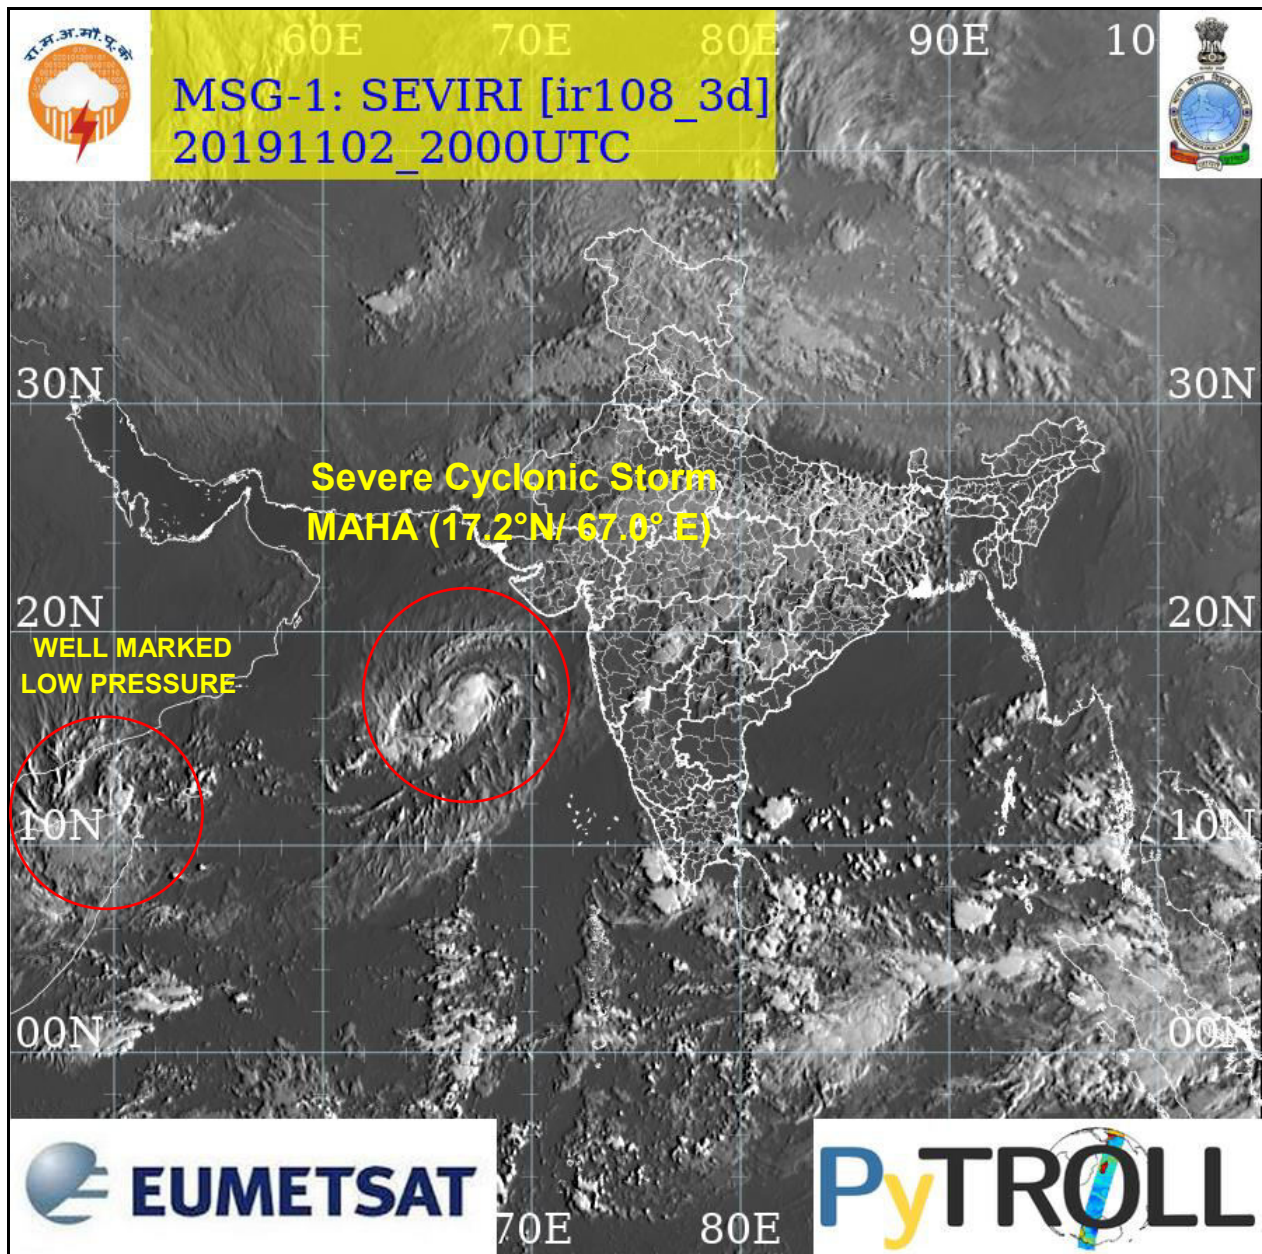 रा.म.अ.मौ.पू.के
60E 70E 80E 90E 10
MSG-1: SEVIRI [ir108_3d]
20191102_2000UTC
30N 30N
Severe Cyclonic Storm
MAHA (17.2°N/ 67.0° E)
20N 20N
WELL MARKED
LOW PRESSURE
10N 10N
00N 00N
EUMETSAT
PyTROLL
70E 80E